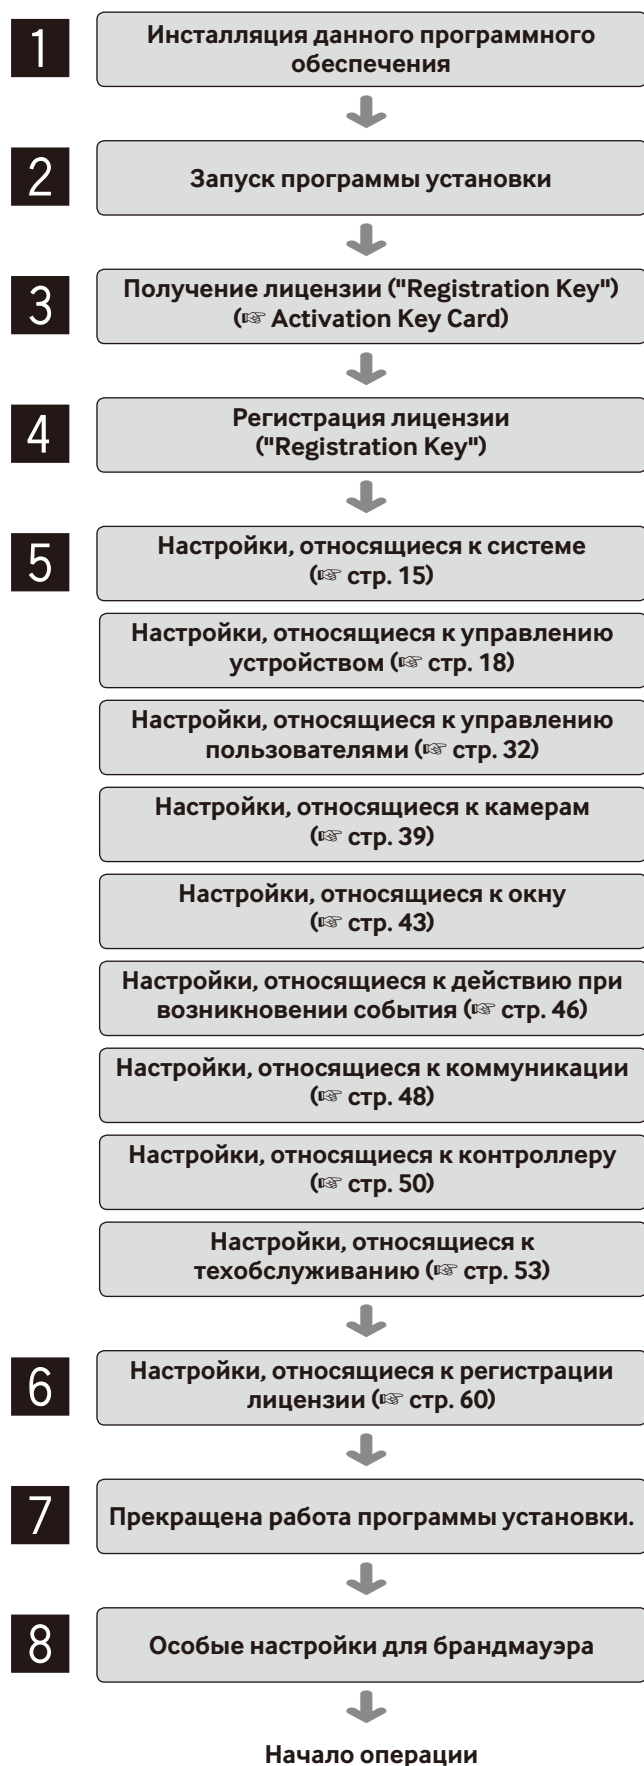 1
Инсталляция данного программного
обеспечения
2
Запуск программы установки
3
Получение лицензии ("Registration Key")
(☞ Activation Key Card)
4
Регистрация лицензии
("Registration Key")
5
Настройки, относящиеся к системе
(☞ стр. 15)
Настройки, относящиеся к управлению
устройством (☞ стр. 18)
Настройки, относящиеся к управлению
пользователями (☞ стр. 32)
Настройки, относящиеся к камерам
(☞ стр. 39)
Настройки, относящиеся к окну
(☞ стр. 43)
Настройки, относящиеся к действию при
возникновении события (☞ стр. 46)
Настройки, относящиеся к коммуникации
(☞ стр. 48)
Настройки, относящиеся к контроллеру
(☞ стр. 50)
Настройки, относящиеся к
техобслуживанию (☞ стр. 53)
6
Настройки, относящиеся к регистрации
лицензии (☞ стр. 60)
7
Прекращена работа программы установки.
8
Особые настройки для брандмауэра
Начало операции